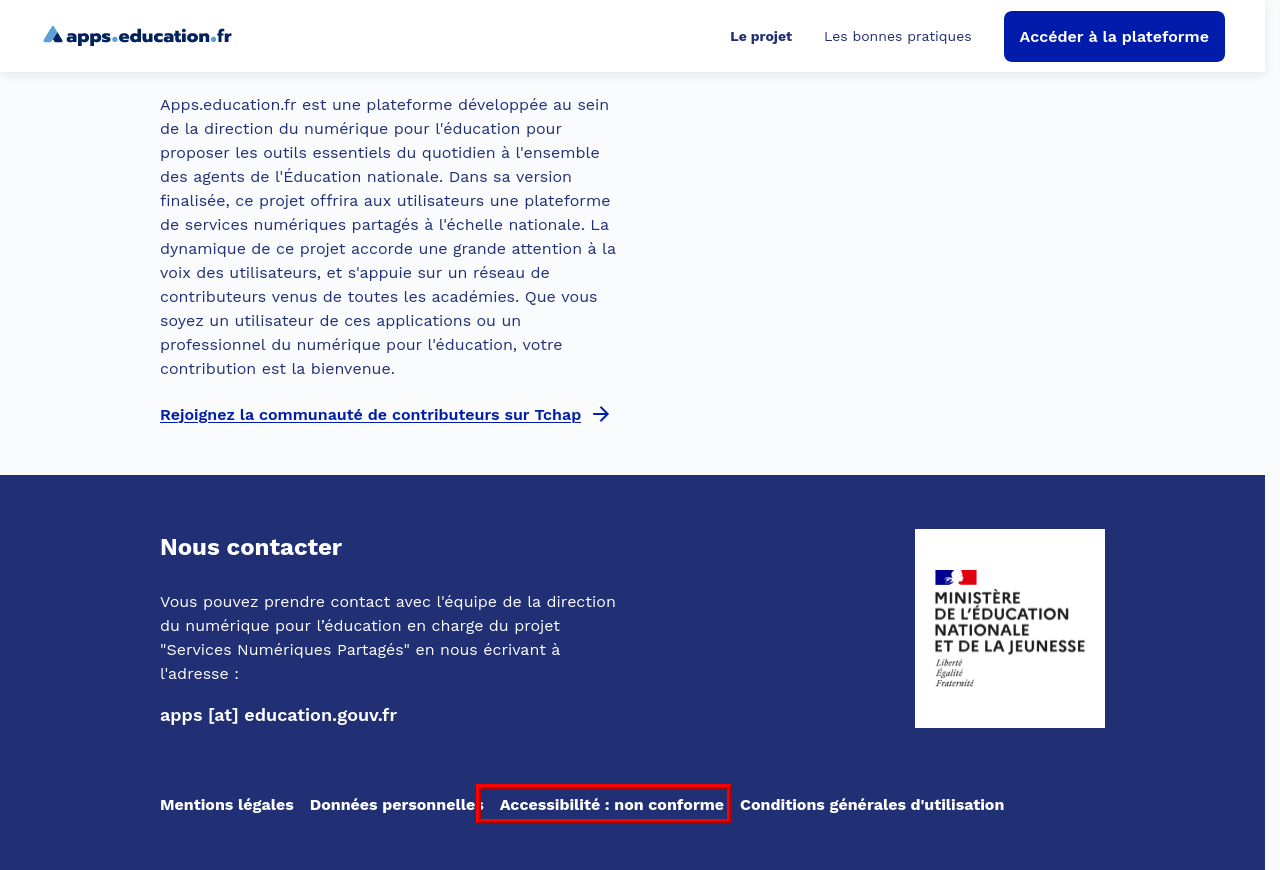 apps.education.fr
Le projet
Les bonnes pratiques
Accéder à la plateforme
Apps.education.fr est une plateforme développée au sein
de la direction du numérique pour l'éducation pour
proposer les outils essentiels du quotidien à l'ensemble
des agents de l'Éducation nationale. Dans sa version
finalisée, ce projet offrira aux utilisateurs une plateforme
de services numériques partagés à l'échelle nationale. La
dynamique de ce projet accorde une grande attention à la
voix des utilisateurs, et s'appuie sur un réseau de
contributeurs venus de toutes les académies. Que vous
soyez un utilisateur de ces applications ou un
professionnel du numérique pour l'éducation, votre
contribution est la bienvenue.
Rejoignez la communauté de contributeurs sur Tchap
Nous contacter
Vous pouvez prendre contact avec l'équipe de la direction
du numérique pour l’éducation en charge du projet
"Services Numériques Partagés" en nous écrivant à
l'adresse :
apps [at] education.gouv.fr
MINISTÈRE
DE L'ÉDUCATION
NATIONALE
ET DE LA JEUNESSE
Liberté
Égalité
Fraternité
Mentions légales
Données personnelles
Accessibilité : non conforme
Conditions générales d'utilisation